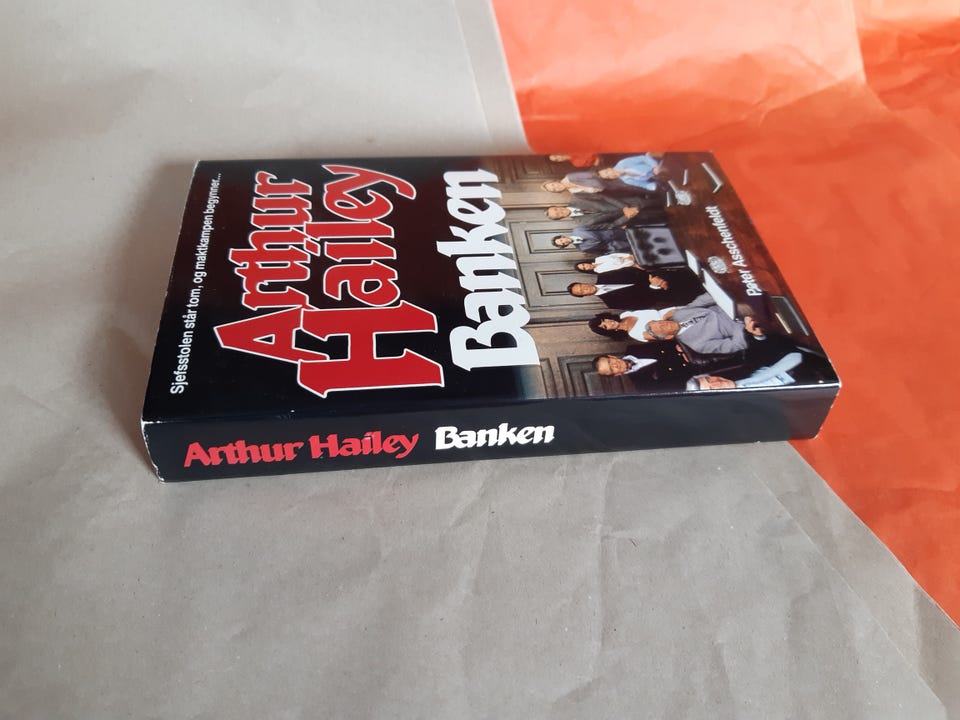 Sjefsstolen står tom, og maktkampen begynner...
Arthur
Hailey
Banken
Peter Asschenfeldt
Arthur Hailey Banken